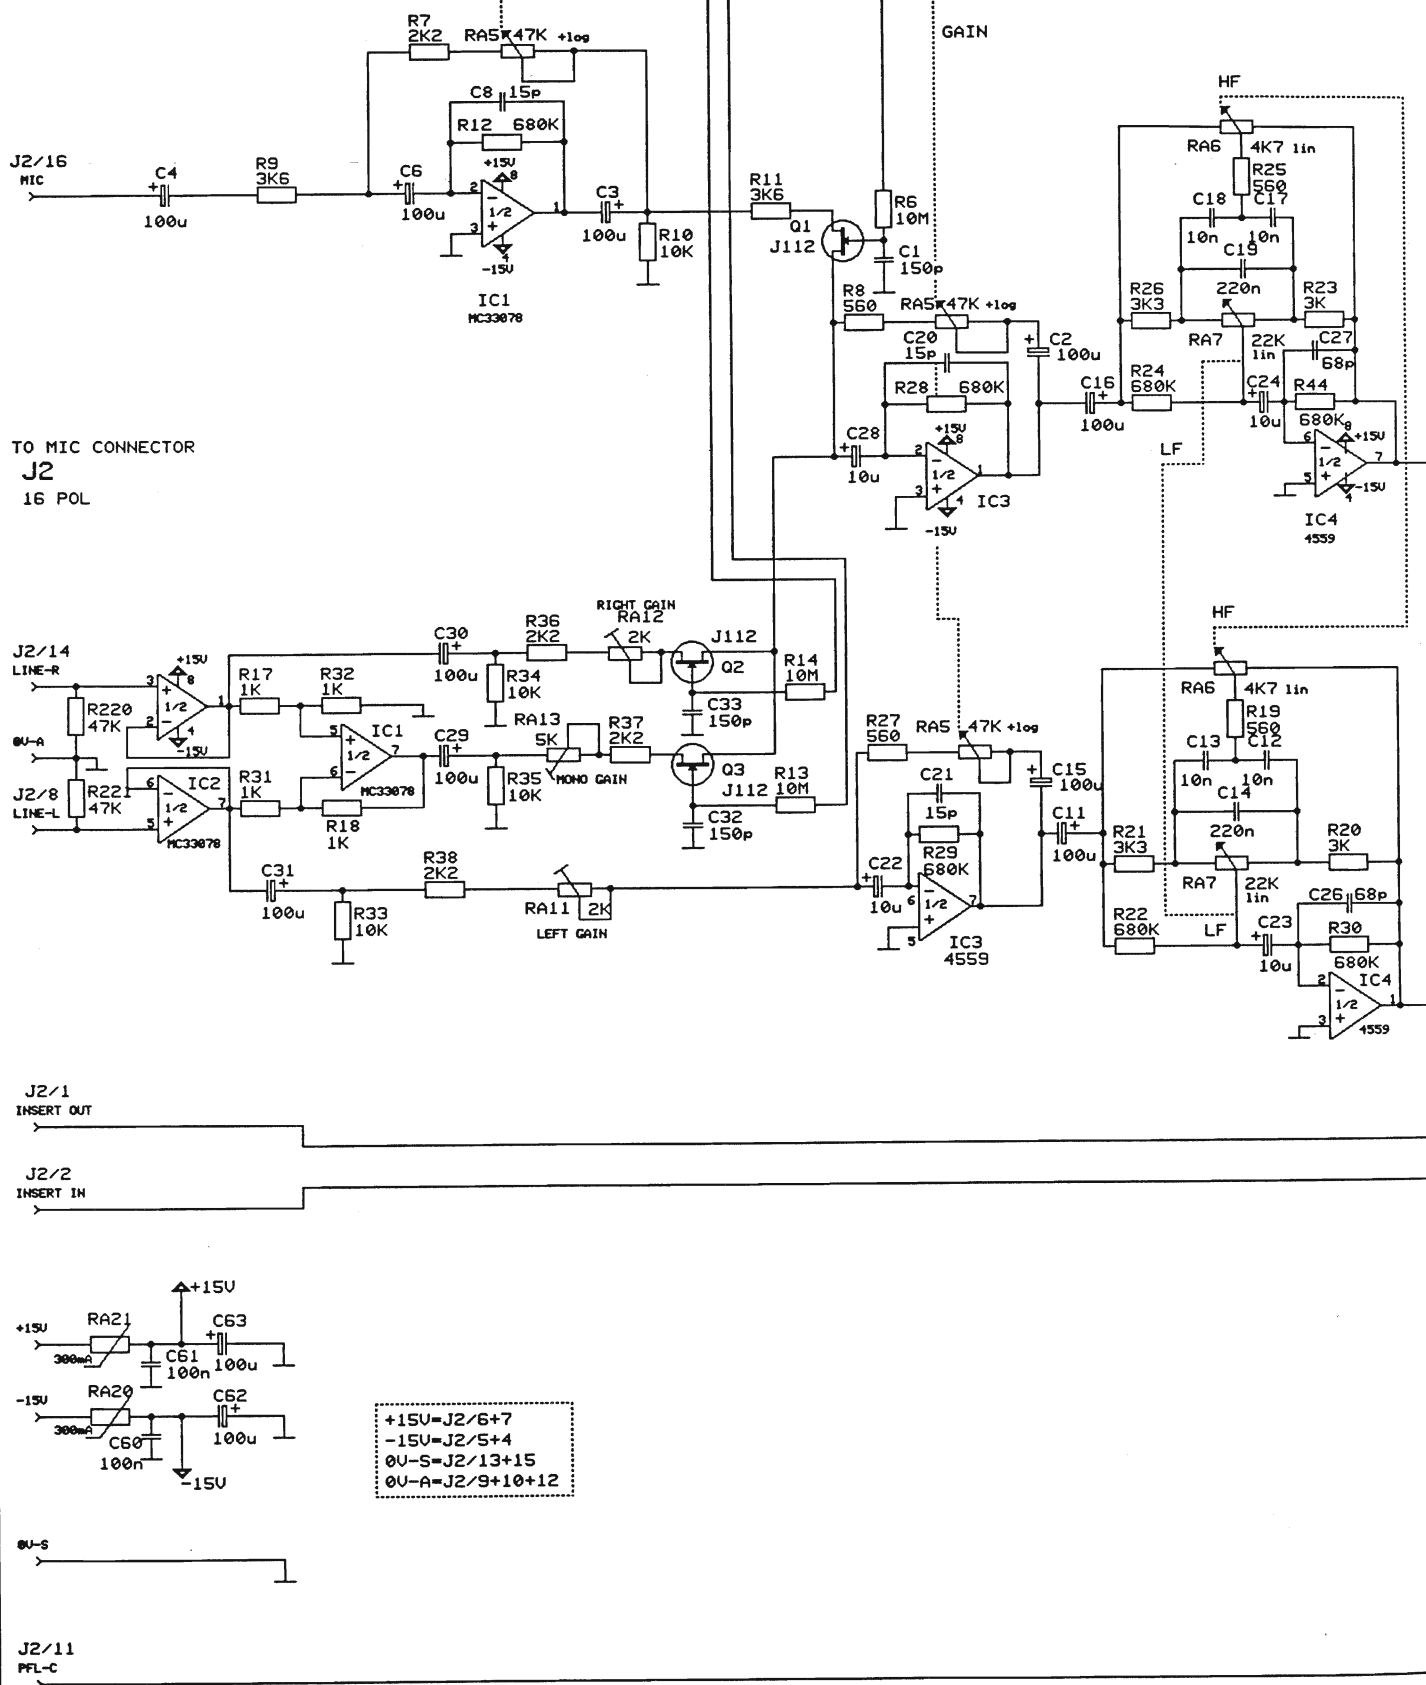 GAIN
R7
2K2
RA5 47K +log
C8 15p
R12 680K
+15V
8
J2/16
MIC
C4
+
100u
R9
3K6
C6
+
100u
2
-
1/2
+
3
1
4
-15V
IC1
MC33078
C3
+
100u
R10
10K
R11
3K6
Q1
J112
R6
10M
C1
150p
R8
560
RA5 47K +log
C20
15p
R28 680K
C2
+
100u
C28
+
10u
+15V
8
2
-
1/2
+
3
1
4
-15V
IC3
C16
+
100u
HF
RA6 4K7 lin
R25
560
C18 C17
10n 10n
C19
220n
R26
3K3
R23
3K
RA7 22K
lin
C27
68p
R24
680K
C24
+
10u
R44
680K
LF
+15V
8
6
-
1/2
+
5
7
-15V
4
IC4
4559
TO MIC CONNECTOR
J2
16 POL
J2/14
LINE-R
R220
47K
0V-A
J2/8
LINE-L
R221
47K
+15V
8
3
+
1/2
-
2
1
4
-15V
IC2
6
-
1/2
+
5
7
MC33078
R17
1K
R32
1K
R31
1K
R18
1K
IC1
5
+
1/2
-
6
7
MC33078
C30
+
100u
R34
10K
R36
2K2
RIGHT GAIN
RA12
2K
J112
Q2
C33
150p
R14
10M
C29
+
100u
R35
10K
RA13
5K
MONO GAIN
R37
2K2
Q3
J112
C32
150p
R13
10M
C31
+
100u
R33
10K
R38
2K2
RA11 2K
LEFT GAIN
R27
560
RA5 47K +log
C21
15p
R29
680K
C15
+
100u
C22
+
10u
6
-
1/2
+
5
7
IC3
4559
C11
+
100u
HF
RA6 4K7 lin
R19
560
C13 C12
10n 10n
C14
220n
R21
3K3
R20
3K
RA7 22K
lin
R22
680K
LF
C23
+
10u
C26 68p
R30
680K
2
-
1/2
+
3
1
IC4
4559
J2/1
INSERT OUT
J2/2
INSERT IN
+15V
+15V
RA21
300mA
C61
100n
C63
+
100u
-15V
RA20
300mA
C60
100n
C62
+
100u
-15V
+15V=J2/6+7
-15V=J2/5+4
0V-S=J2/13+15
0V-A=J2/9+10+12
0V-S
J2/11
PFL-C